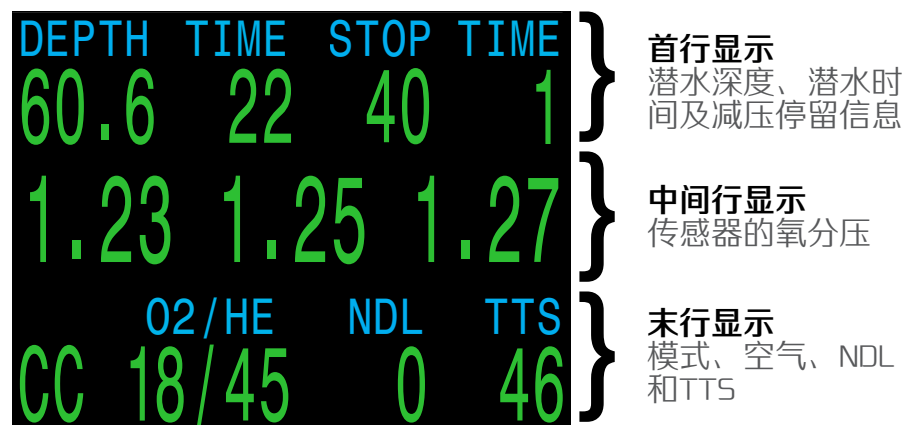 DEPTH TIME STOP TIME
60.6 22 40 1
1.23 1.25 1.27
O2/HE NDL TTS
CC 18/45 0 46
首行显示
潜水深度、潜水时
间及减压停留信息
中间行显示
传感器的氧分压
末行显示
模式、空气、NDL
和TTS